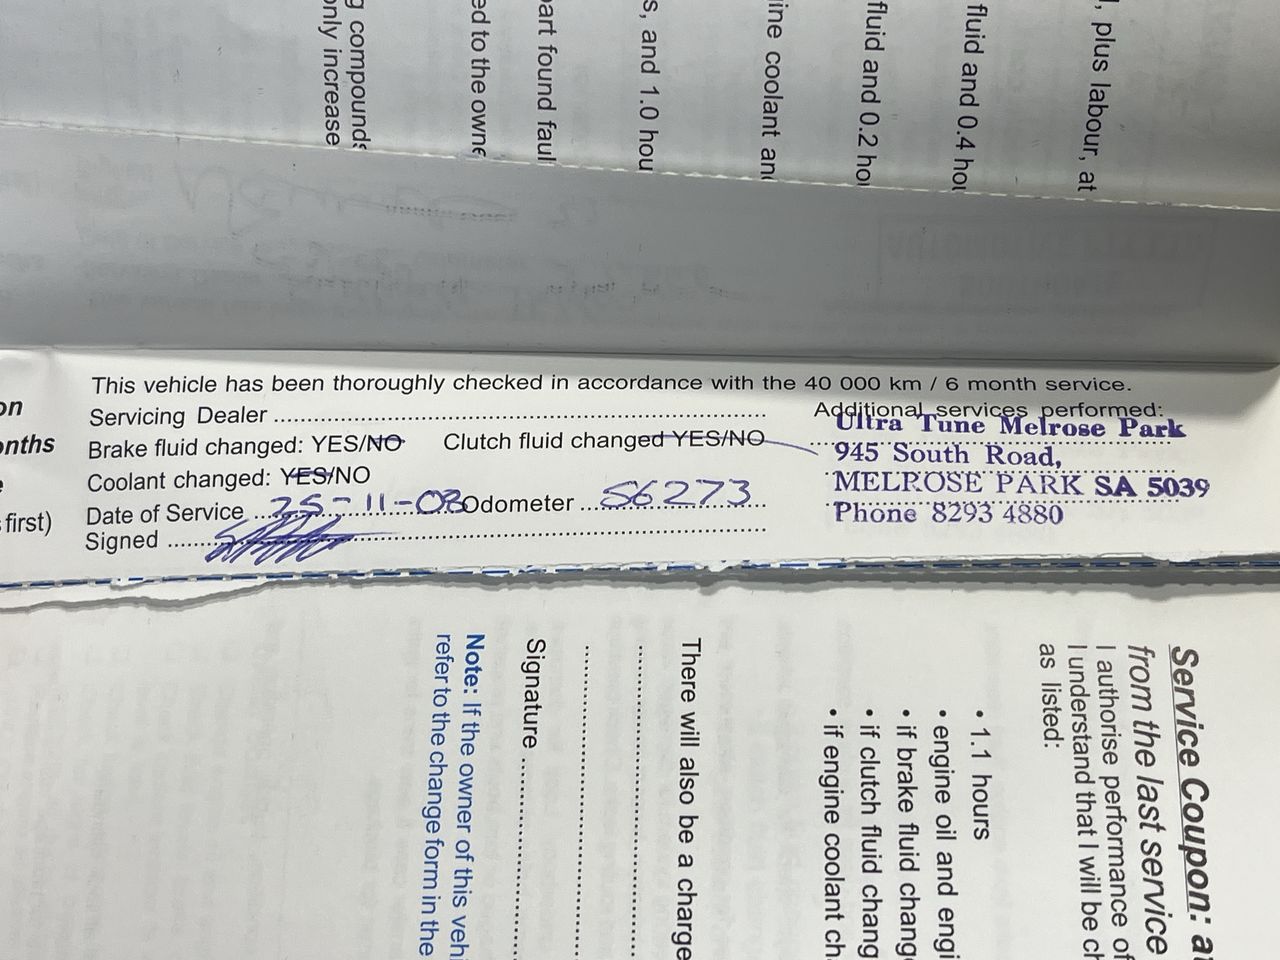 g compounds
only increase
ed to the owne
part found faul
s, and 1.0 hou
ine coolant and
fluid and 0.2 hou
fluid and 0.4 hou
, plus labour, at
on
onths
first)
This vehicle has been thoroughly checked in accordance with the 40 000 km / 6 month service.
Servicing Dealer
Brake fluid changed: YES/NO Clutch fluid changed YES/NO
Coolant changed: YES/NO
Date of Service 25-11-08 Odometer 56273
Signed
Additional services performed:
Ultra Tune Melrose Park
945 South Road,
MELROSE PARK SA 5039
Phone 8293 4880
Service Coupon: a
from the last service
I authorise performance of
I understand that I will be ch
as listed:
• 1.1 hours
• engine oil and engi
• if brake fluid chang
• if clutch fluid chang
• if engine coolant ch
There will also be a charge
Signature
Note: If the owner of this vehi
refer to the change form in the